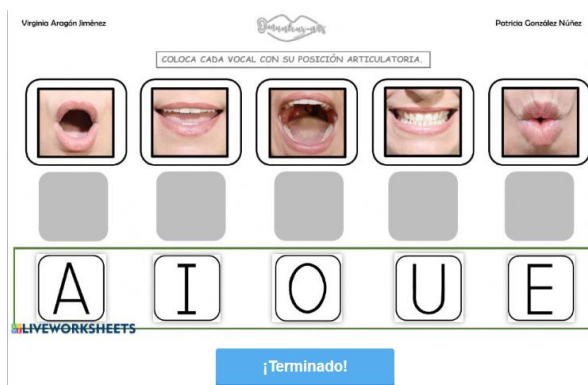 Virginia Aragón Jiménez
Patricia González Núñez
COLOCA CADA VOCAL CON SU POSICIÓN ARTICULATORIA.
A I O U E
LIVEWORKSHEETS
¡Terminado!